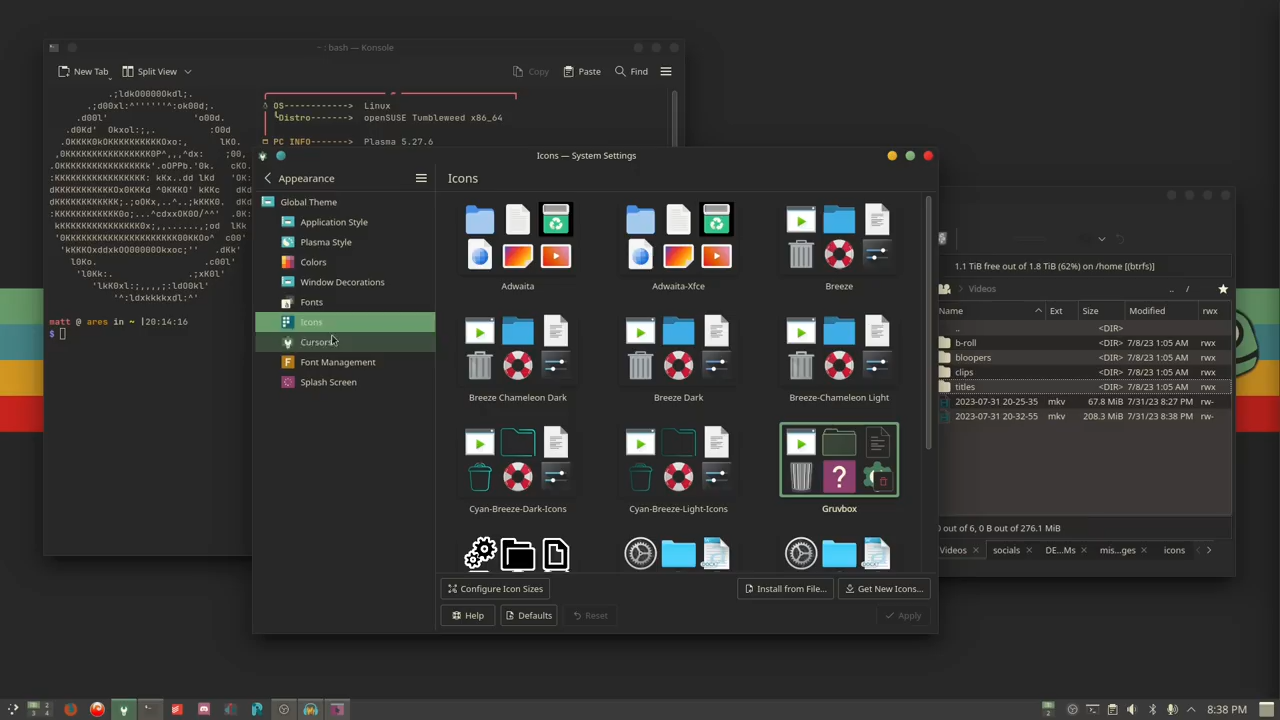 ~ : bash — Konsole
New Tab
Split View
Copy
Paste
Find
OS------------> Linux
Distro-------> openSUSE Tumbleweed x86_64
PC INFO-------> Plasma 5.27.6
matt @ ares in ~ |20:14:16
$
Icons — System Settings
Appearance
Icons
Global Theme
Application Style
Plasma Style
Colors
Window Decorations
Fonts
Icons
Cursors
Font Management
Splash Screen
Adwaita
Adwaita-Xfce
Breeze
Breeze Chameleon Dark
Breeze Dark
Breeze-Chameleon Light
Cyan-Breeze-Dark-Icons
Cyan-Breeze-Light-Icons
Gruvbox
Configure Icon Sizes
Install from File...
Get New Icons...
Help
Defaults
Reset
Apply
1.1 TiB free out of 1.8 TiB (62%) on /home [(btrfs)]
Videos
.. /
Name Ext Size Modified rwx
.. <DIR>
b-roll <DIR> 7/8/23 1:05 AM rwx
bloopers <DIR> 7/8/23 1:05 AM rwx
clips <DIR> 7/8/23 1:05 AM rwx
titles <DIR> 7/8/23 1:05 AM rwx
2023-07-31 20-25-35 mkv 67.8 MiB 7/31/23 8:27 PM rw-
2023-07-31 20-32-55 mkv 208.3 MiB 7/31/23 8:38 PM rw-
out of 6, 0 B out of 276.1 MiB
Videos
socials
DE...Ms
mis...ges
icons
8:38 PM